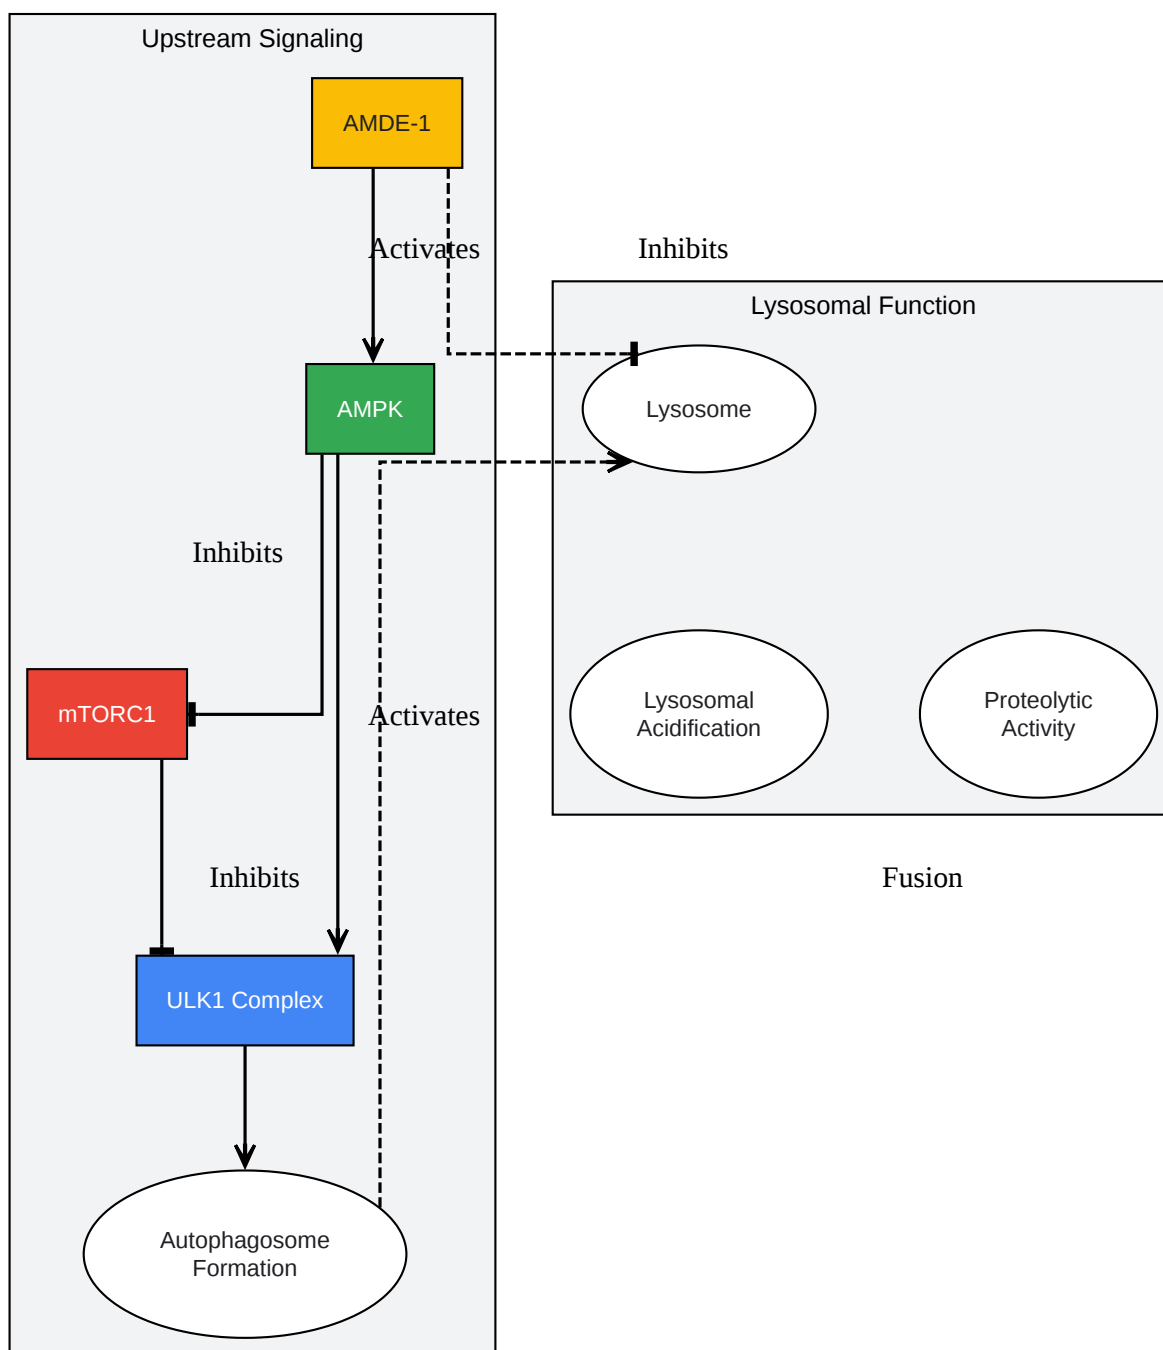 Upstream Signaling
AMDE-1
Activates
Inhibits
Lysosomal Function
Lysosome
AMPK
Inhibits
mTORC1
Activates
Lysosomal
Acidification
Proteolytic
Activity
Inhibits
Fusion
ULK1 Complex
Autophagosome
Formation